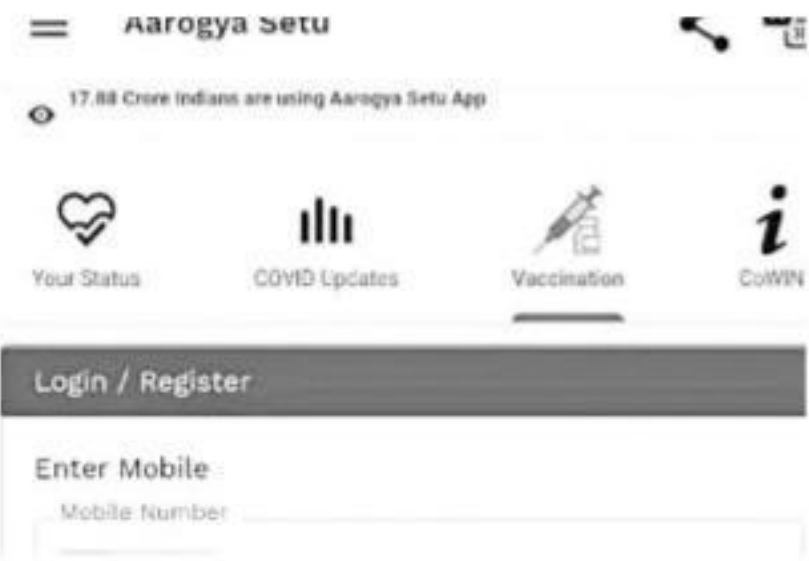 Aarogya Setu
17.88 Crore Indians are using Aarogya Setu App
Your Status
COVID Updates
Vaccination
CoWIN
Login / Register
Enter Mobile
Mobile Number